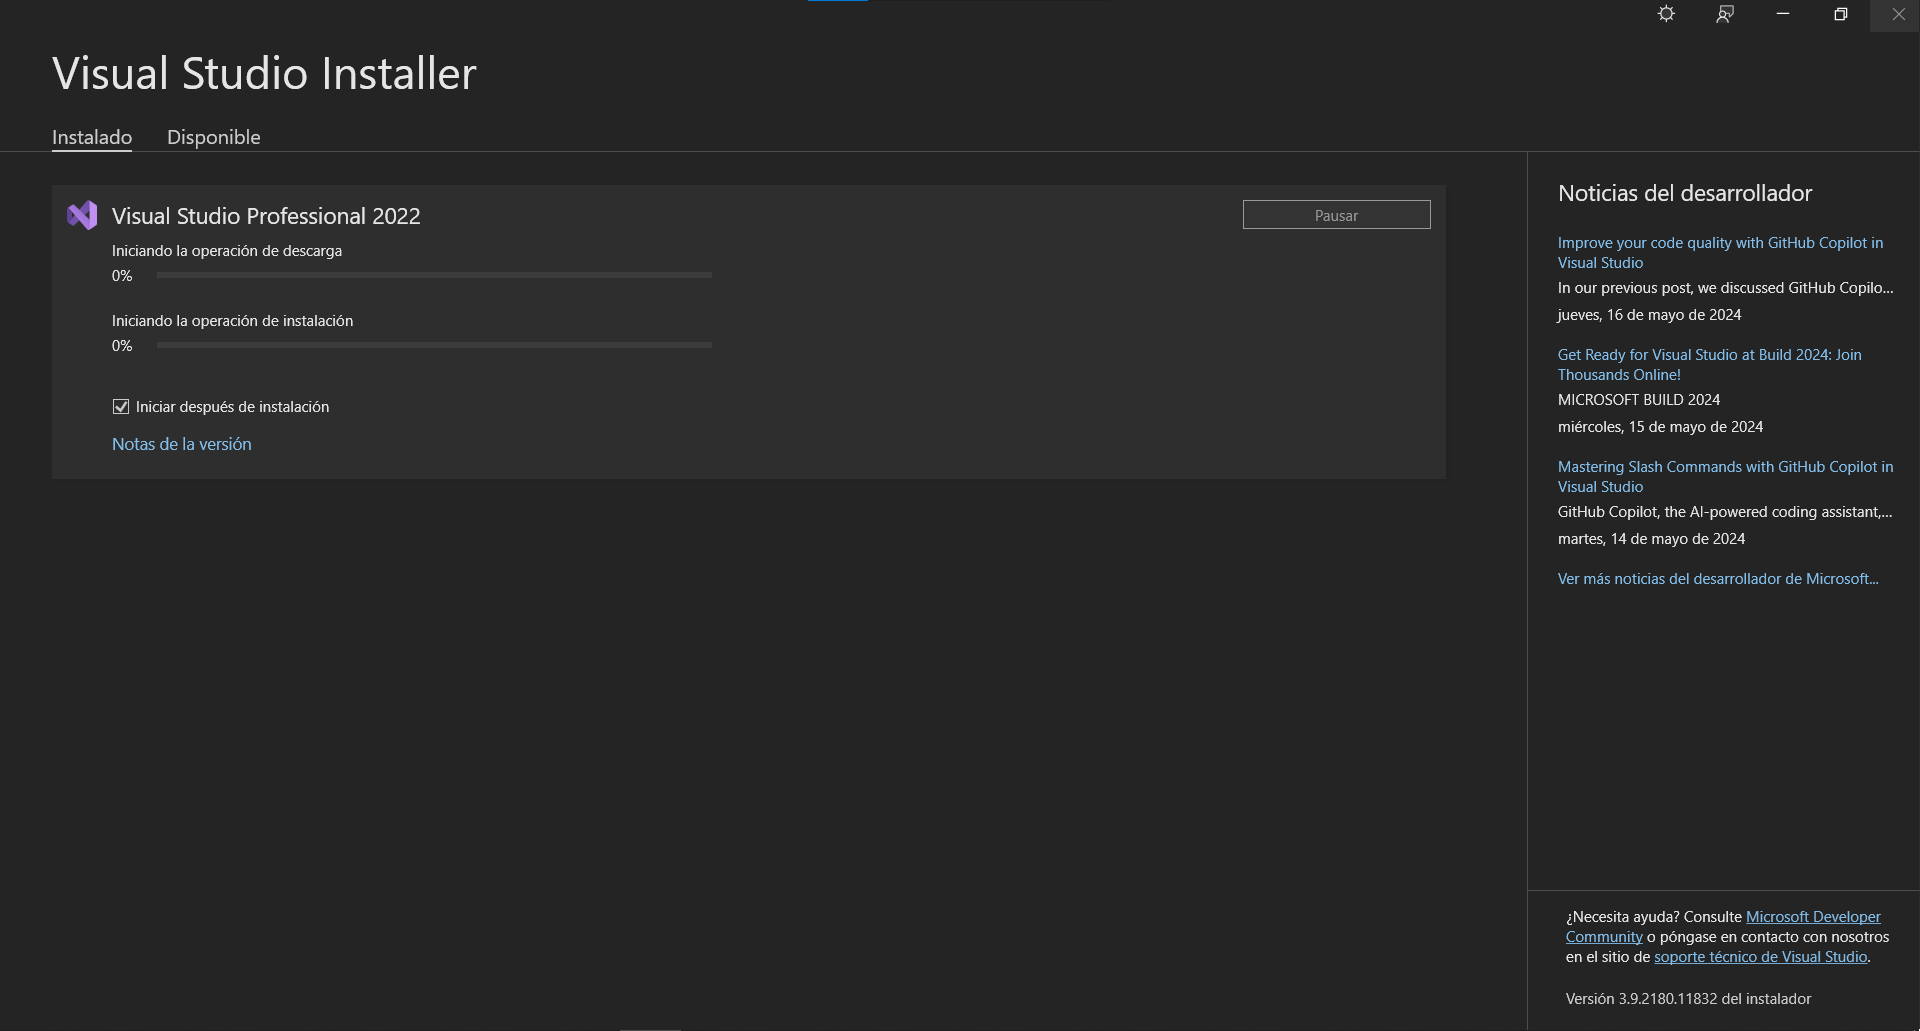 Visual Studio Installer
Instalado
Disponible
Visual Studio Professional 2022
Pausar
Iniciando la operación de descarga
0%
Iniciando la operación de instalación
0%
Iniciar después de instalación
Notas de la versión
Noticias del desarrollador
Improve your code quality with GitHub Copilot in
Visual Studio
In our previous post, we discussed GitHub Copilo...
jueves, 16 de mayo de 2024
Get Ready for Visual Studio at Build 2024: Join
Thousands Online!
MICROSOFT BUILD 2024
miércoles, 15 de mayo de 2024
Mastering Slash Commands with GitHub Copilot in
Visual Studio
GitHub Copilot, the AI-powered coding assistant,...
martes, 14 de mayo de 2024
Ver más noticias del desarrollador de Microsoft...
¿Necesita ayuda? Consulte Microsoft Developer
Community o póngase en contacto con nosotros
en el sitio de soporte técnico de Visual Studio.
Versión 3.9.2180.11832 del instalador